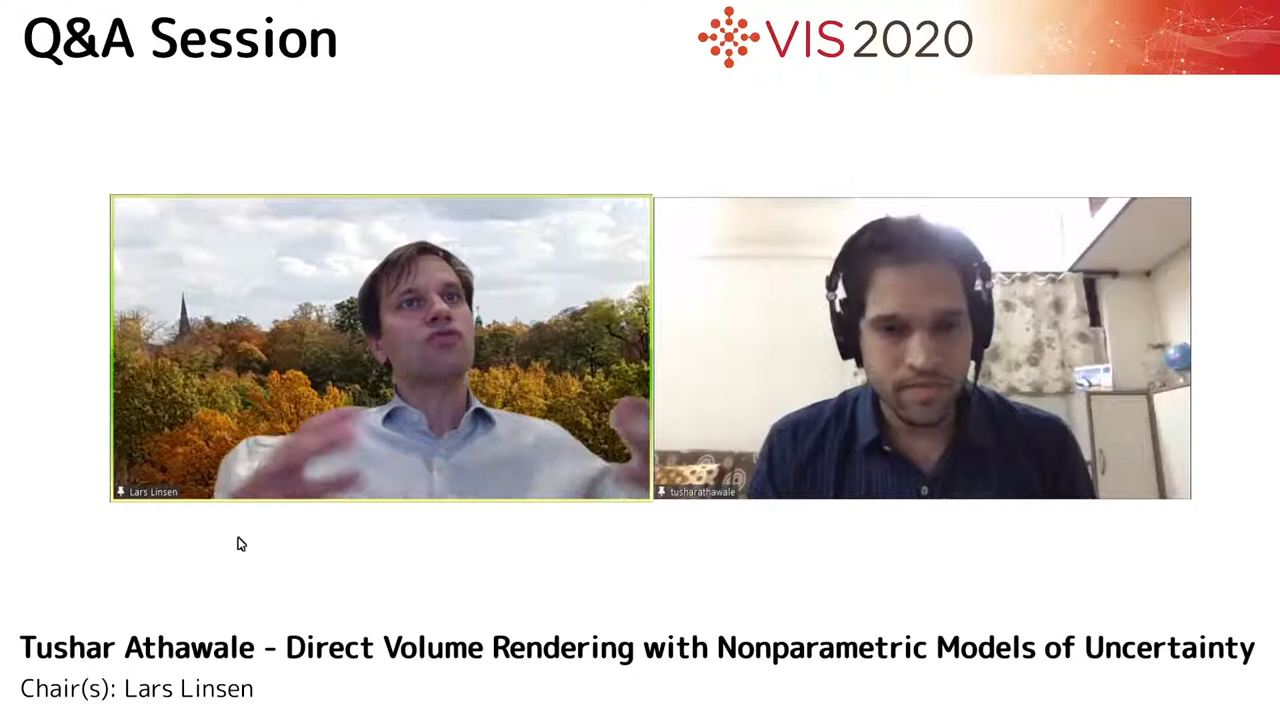 Q&A Session
VIS2020
Lars Linsen
tusharathawale
Tushar Athawale - Direct Volume Rendering with Nonparametric Models of Uncertainty
Chair(s): Lars Linsen